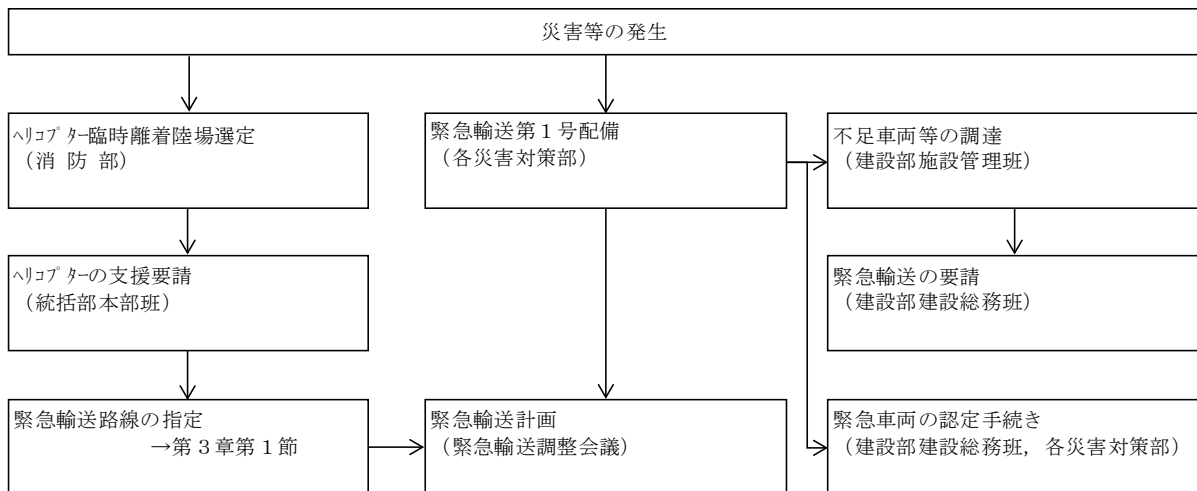 災害等の発生
ﾍﾘｺﾌﾟﾀｰ臨時離着陸場選定
（消 防 部）
緊急輸送第１号配備
（各災害対策部）
不足車両等の調達
（建設部施設管理班）
ﾍﾘｺﾌﾟﾀｰの支援要請
（統括部本部班）
緊急輸送の要請
（建設部建設総務班）
緊急輸送路線の指定
→第３章第１節
緊急輸送計画
（緊急輸送調整会議）
緊急車両の認定手続き
（建設部建設総務班，各災害対策部）